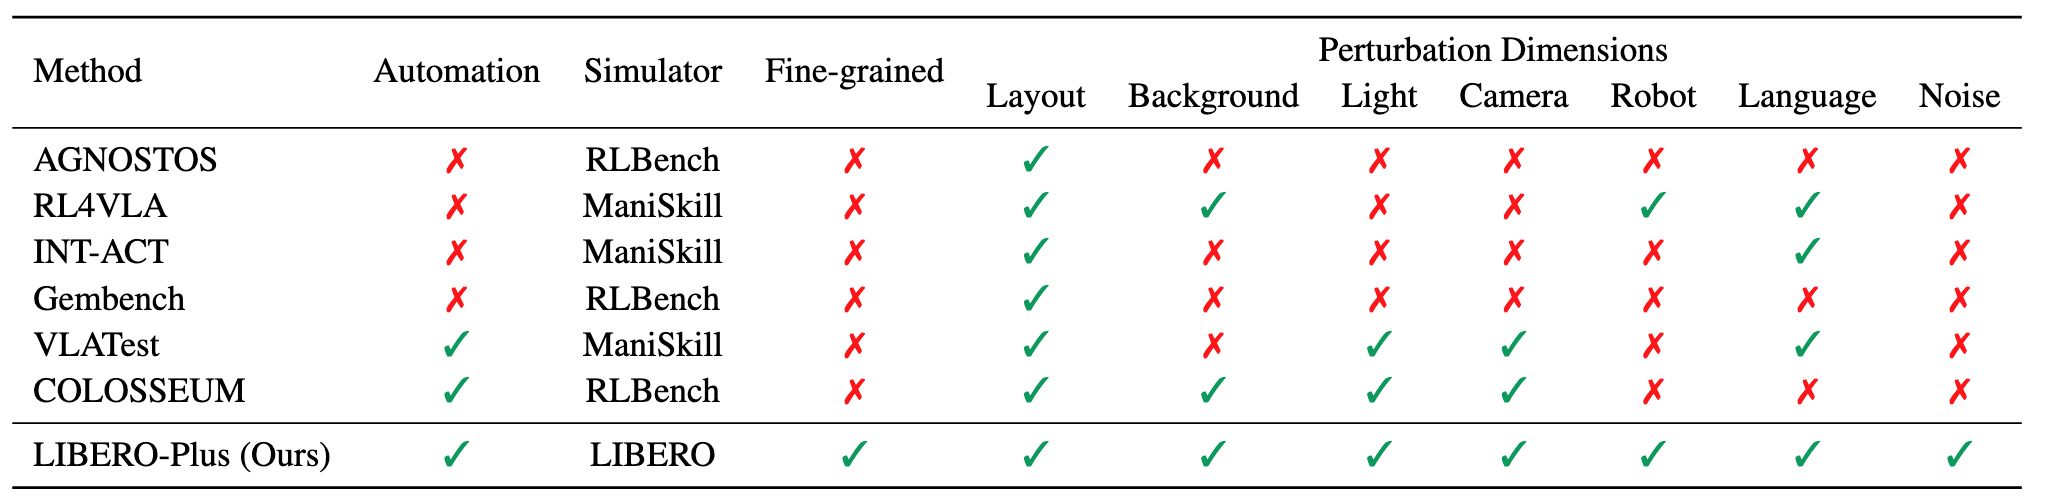 Perturbation Dimensions
Method Automation Simulator Fine-grained
Layout Background Light Camera Robot Language Noise
AGNOSTOS ✗ RLBench ✗ ✓ ✗ ✗ ✗ ✗ ✗ ✗
RL4VLA ✗ ManiSkill ✗ ✓ ✓ ✗ ✗ ✓ ✓ ✗
INT-ACT ✗ ManiSkill ✗ ✓ ✗ ✗ ✗ ✗ ✓ ✗
Gembench ✗ RLBench ✗ ✓ ✗ ✗ ✗ ✗ ✗ ✗
VLATest ✓ ManiSkill ✗ ✓ ✗ ✓ ✓ ✗ ✓ ✗
COLOSSEUM ✓ RLBench ✗ ✓ ✓ ✓ ✓ ✗ ✗ ✗
LIBERO-Plus (Ours) ✓ LIBERO ✓ ✓ ✓ ✓ ✓ ✓ ✓ ✓